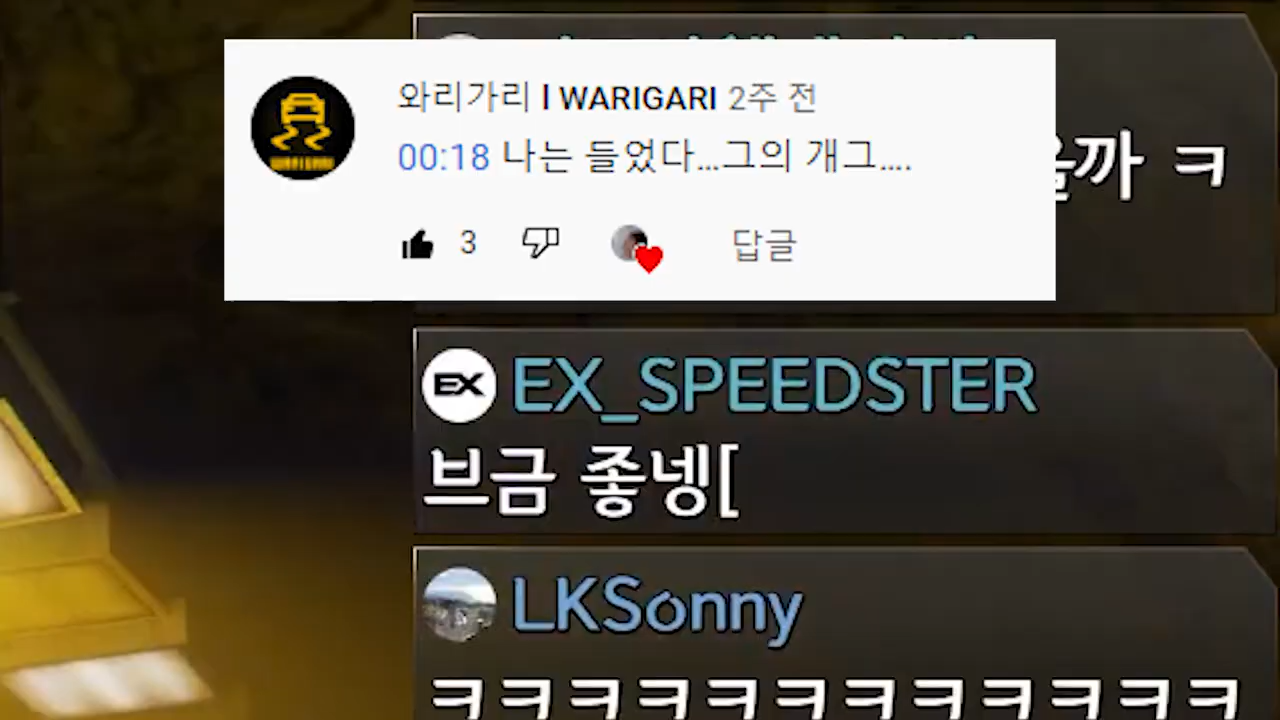 와리가리 l WARIGARI 2주 전
00:18 나는 들었다...그의 개그....
3
답글
까 ㅋ
EX
EX_SPEEDSTER
브금 좋넹[
LKSonny
ㅋㅋㅋㅋㅋㅋㅋㅋㅋㅋㅋㅋ